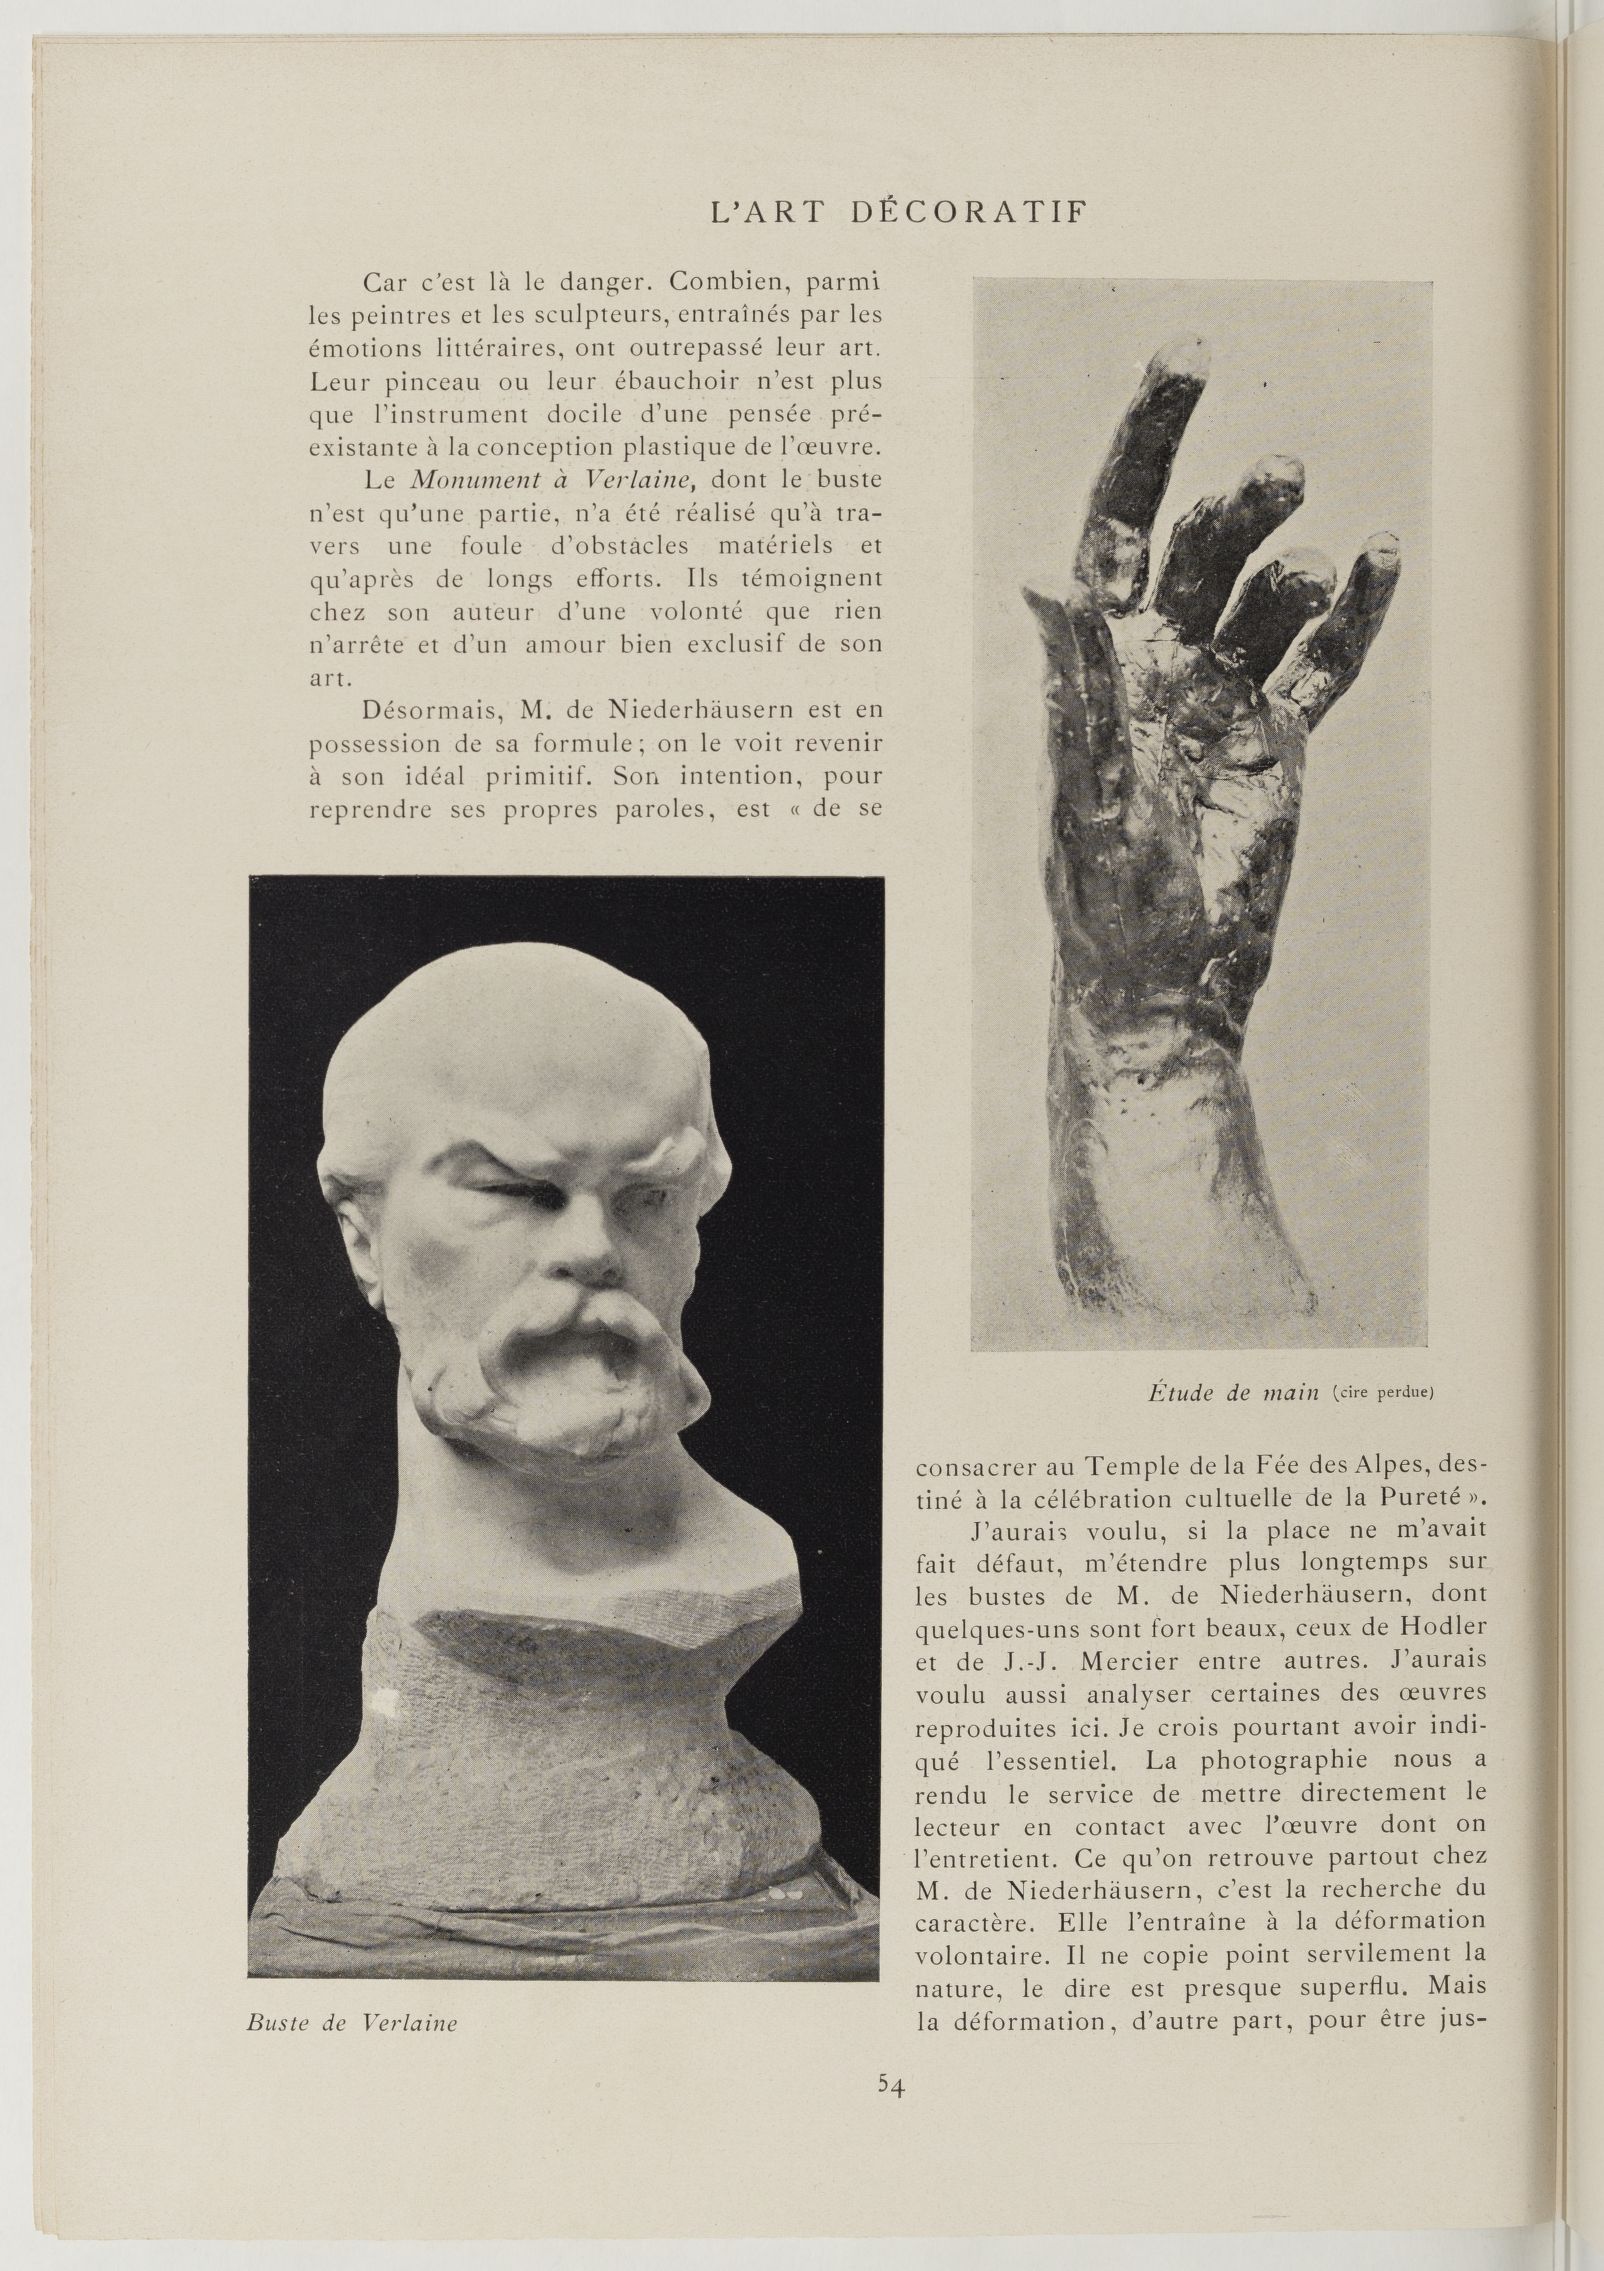 L'ART DÉCORATIF
Car c'est là le danger. Combien, parmi
les peintres et les sculpteurs, entraînés par les
émotions littéraires, ont outrepassé leur art.
Leur pinceau ou leur ébauchoir n'est plus
que l'instrument docile d'une pensée pré-
existante à la conception plastique de l'œuvre.
Le Monument à Verlaine, dont le buste
n'est qu'une partie, n'a été réalisé qu'à tra-
vers une foule d'obstacles matériels et
qu'après de longs efforts. Ils témoignent
chez son auteur d'une volonté que rien
n'arrête et d'un amour bien exclusif de son
art.
Désormais, M. de Niederhäusern est en
possession de sa formule; on le voit revenir
à son idéal primitif. Son intention, pour
reprendre ses propres paroles, est « de se
Buste de Verlaine
Étude de main (cire perdue)
consacrer au Temple de la Fée des Alpes, des-
tiné à la célébration cultuelle de la Pureté ».
J'aurais voulu, si la place ne m'avait
fait défaut, m'étendre plus longtemps sur
les bustes de M. de Niederhäusern, dont
quelques-uns sont fort beaux, ceux de Hodler
et de J.-J. Mercier entre autres. J'aurais
voulu aussi analyser certaines des œuvres
reproduites ici. Je crois pourtant avoir indi-
qué l'essentiel. La photographie nous a
rendu le service de mettre directement le
lecteur en contact avec l'œuvre dont on
l'entretient. Ce qu'on retrouve partout chez
M. de Niederhäusern, c'est la recherche du
caractère. Elle l'entraîne à la déformation
volontaire. Il ne copie point servilement la
nature, le dire est presque superflu. Mais
la déformation, d'autre part, pour être jus-
54